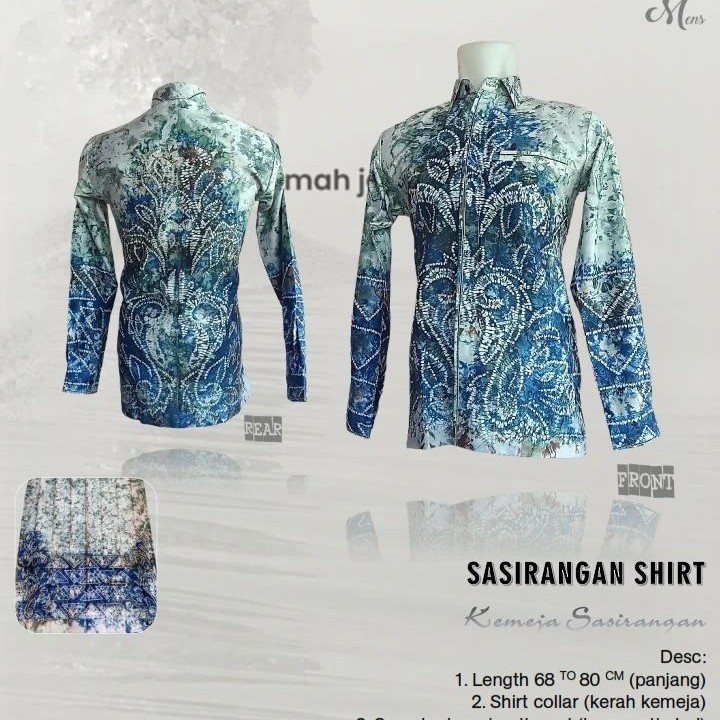 Mens
mah j
REAR
FRONT
SASIRANGAN SHIRT
Kemeja Sasirangan
Desc:
1. Length 68 TO 80 CM (panjang)
2. Shirt collar (kerah kemeja)